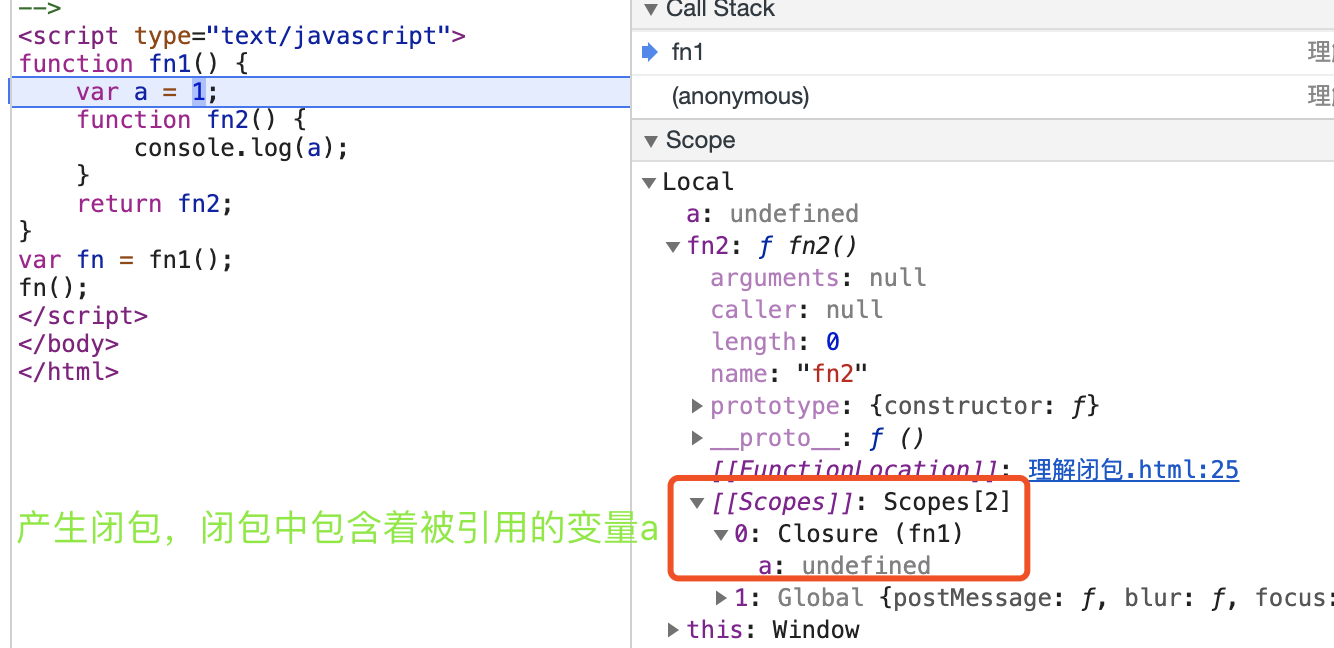 -->
<script type="text/javascript">
function fn1() {
    var a = 1;
    function fn2() {
        console.log(a);
    }
    return fn2;
}
var fn = fn1();
fn();
</script>
</body>
</html>
产生闭包，闭包中包含着被引用的变量a
Call Stack
fn1 理
(anonymous) 理
Scope
Local
a: undefined
fn2: ƒ fn2()
arguments: null
caller: null
length: 0
name: "fn2"
prototype: {constructor: ƒ}
__proto__: ƒ ()
[[FunctionLocation]]: 理解闭包.html:25
[[Scopes]]: Scopes[2]
0: Closure (fn1)
a: undefined
1: Global {postMessage: ƒ, blur: ƒ, focus:
this: Window